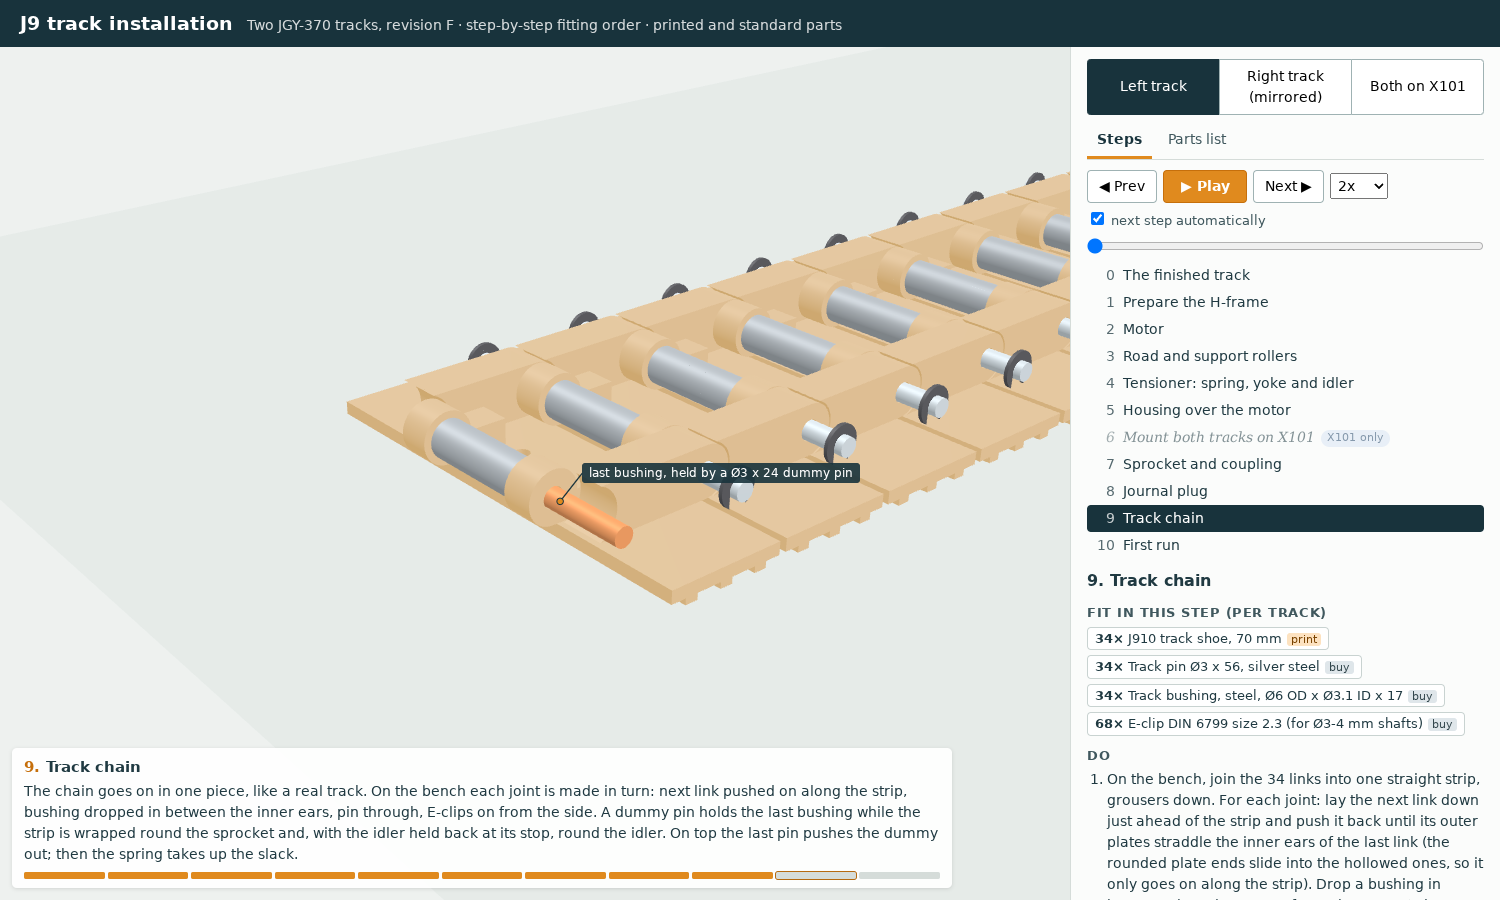 J9 track installation
Two JGY-370 tracks, revision F · step-by-step fitting order · printed and standard parts
last bushing, held by a Ø3 x 24 dummy pin
9. Track chain
The chain goes on in one piece, like a real track. On the bench each joint is made in turn: next link pushed on along the strip,
bushing dropped in between the inner ears, pin through, E-clips on from the side. A dummy pin holds the last bushing while the
strip is wrapped round the sprocket and, with the idler held back at its stop, round the idler. On top the last pin pushes the dummy
out; then the spring takes up the slack.
Left track
Right track
(mirrored)
Both on X101
Steps
Parts list
◀ Prev
▶ Play
Next ▶
2x
next step automatically
0 The finished track
1 Prepare the H-frame
2 Motor
3 Road and support rollers
4 Tensioner: spring, yoke and idler
5 Housing over the motor
6 Mount both tracks on X101 X101 only
7 Sprocket and coupling
8 Journal plug
9 Track chain
10 First run
9. Track chain
FIT IN THIS STEP (PER TRACK)
34× J910 track shoe, 70 mm print
34× Track pin Ø3 x 56, silver steel buy
34× Track bushing, steel, Ø6 OD x Ø3.1 ID x 17 buy
68× E-clip DIN 6799 size 2.3 (for Ø3-4 mm shafts) buy
DO
1. On the bench, join the 34 links into one straight strip,
grousers down. For each joint: lay the next link down
just ahead of the strip and push it back until its outer
plates straddle the inner ears of the last link (the
rounded plate ends slide into the hollowed ones, so it
only goes on along the strip). Drop a bushing in